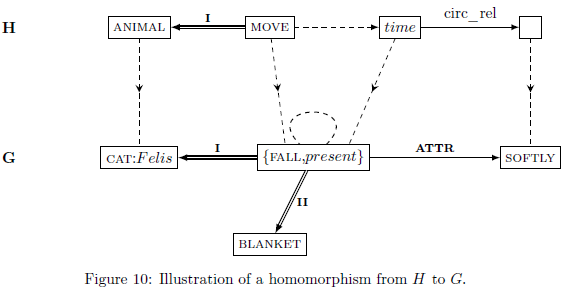 circ_rel
H ANIMAL I MOVE time
G CAT:Felis I {FALL,present} ATTR SOFTLY
II
BLANKET
Figure 10: Illustration of a homomorphism from H to G.